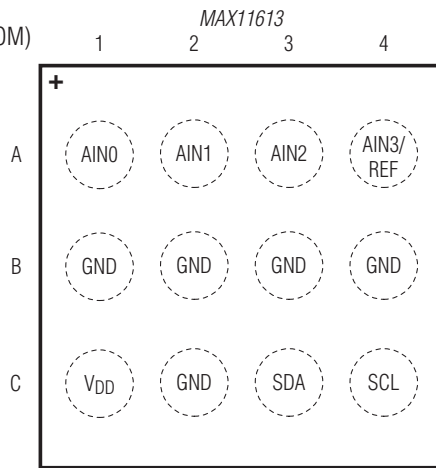 MAX11613
OM)
1 2 3 4
+
A AIN0 AIN1 AIN2 AIN3/
REF
B GND GND GND GND
C VDD GND SDA SCL